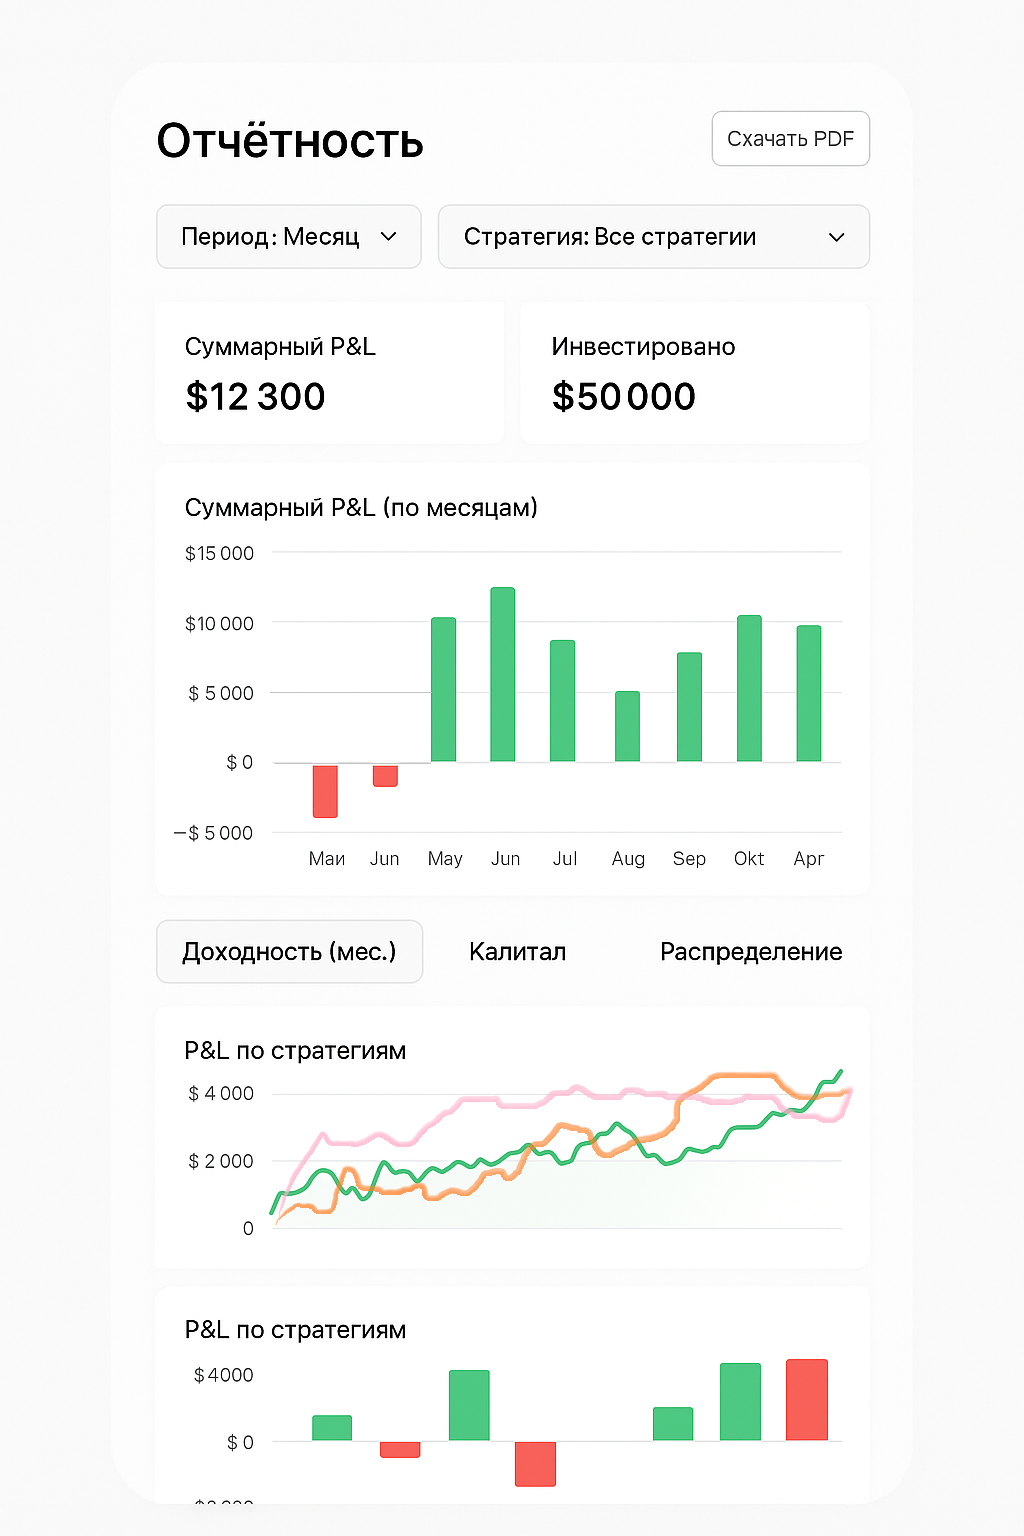 Отчётность
Скачать PDF
Период: Месяц
Стратегия: Все стратегии
Суммарный P&L
$12 300
Инвестировано
$50 000
Суммарный P&L (по месяцам)
$15 000
$10 000
$ 5 000
$ 0
−$ 5 000
Маи Jun May Jun Jul Aug Sep Okt Apr
Доходность (мес.)
Калитал
Распределение
P&L по стратегиям
$ 4 000
$ 2 000
0
P&L по стратегиям
$4000
$ 0